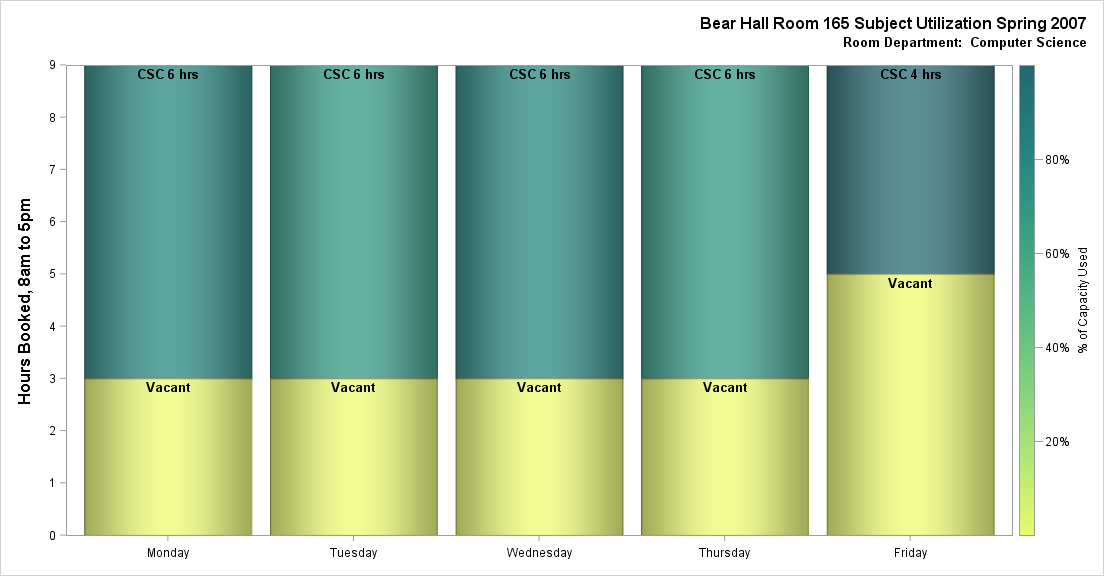 Bear Hall Room 165 Subject Utilization Spring 2007
Room Department:  Computer Science
Hours Booked, 8am to 5pm
9
8
7
6
5
4
3
2
1
0
CSC 6 hrs
CSC 6 hrs
CSC 6 hrs
CSC 6 hrs
CSC 4 hrs
Vacant
Vacant
Vacant
Vacant
Vacant
Monday
Tuesday
Wednesday
Thursday
Friday
80%
60%
40%
20%
% of Capacity Used